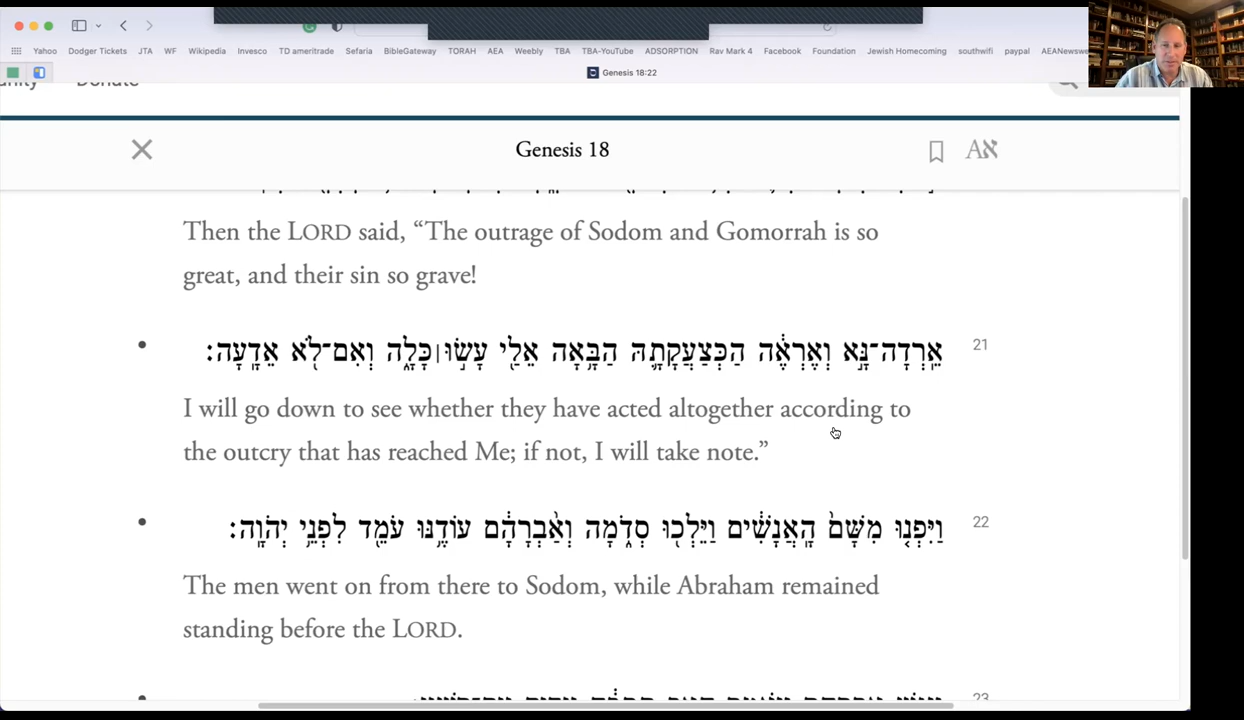 Yahoo Dodger Tickets JTA WF Wikipedia Invesco TD ameritrade Sefaria BibleGateway TORAH AEA Weebly TBA TBA-YouTube ADSORPTION Rav Mark 4 Facebook Foundation Jewish Homecoming southwifi paypal
Genesis 18:22
Donate
Genesis 18
Aא
Then the LORD said, “The outrage of Sodom and Gomorrah is so
great, and their sin so grave!
21
אֵֽרְדָה־נָּ֣א וְאֶרְאֶ֔ה הַכְּצַעֲקָתָ֛הּ הַבָּ֥אָה אֵלַ֖י עָשׂ֣וּ ׀ כָּלָ֑ה וְאִם־לֹ֖א אֵדָֽעָה׃
I will go down to see whether they have acted altogether according to
the outcry that has reached Me; if not, I will take note.”
22
וַיִּפְנ֤וּ מִשָּׁם֙ הָֽאֲנָשִׁ֔ים וַיֵּלְכ֖וּ סְדֹ֑מָה וְאַ֨בְרָהָ֔ם עוֹדֶ֥נּוּ עֹמֵ֖ד לִפְנֵ֥י יְהֹוָֽה׃
The men went on from there to Sodom, while Abraham remained
standing before the LORD.
23